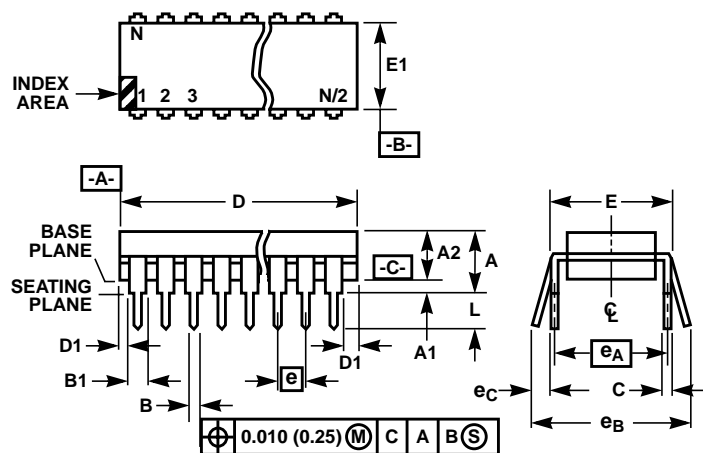 N
E1
INDEX
AREA
1 2 3 N/2
-B-
-A-
D
E
BASE
PLANE
A2
A
-C-
SEATING
PLANE
L
C
L
D1
A1
D1
eA
B1
e
eC
C
B
eB
0.010 (0.25) M C A B S